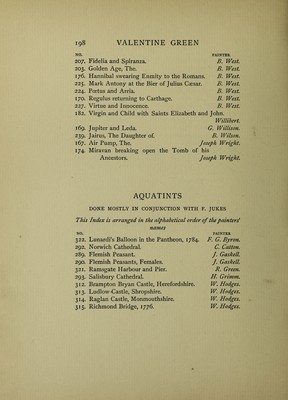 198 VALENTINE GREEN
NO. PAINTER
207. Fidelia and Spiranza. B. West.
203. Golden Age, The. B. West.
176. Hannibal swearing Enmity to the Romans. B. West.
225. Mark Antony at the Bier of Julius Cæsar. B. West.
224. Poetus and Arria. B. West.
170. Regulus returning to Carthage. B. West.
227. Virtue and Innocence. B. West.
182. Virgin and Child with Saints Elizabeth and John.
Willibert.
169. Jupiter and Leda. G. Willison.
239. Jairus, The Daughter of. E. Wilson.
167. Air Pump, The. Joseph Wright.
174. Miravan breaking open the Tomb of his
Ancestors. Joseph Wright.
AQUATINTS
DONE MOSTLY IN CONJUNCTION WITH F. JUKES
This Index is arranged in the alphabetical order of the painters'
names
NO. PAINTER
322. Lunardi's Balloon in the Pantheon, 1784. F. G. Byron.
292. Norwich Cathedral. C. Catton.
289. Flemish Peasant. J. Gaskell.
290. Flemish Peasants, Females. J. Gaskell.
321. Ramsgate Harbour and Pier. R. Green.
293. Salisbury Cathedral. H. Grimm.
312. Brampton Bryan Castle, Herefordshire. W. Hodges.
313. Ludlow Castle, Shropshire. W. Hodges.
314. Raglan Castle, Monmouthshire. W. Hodges.
315. Richmond Bridge, 1776. W. Hodges.